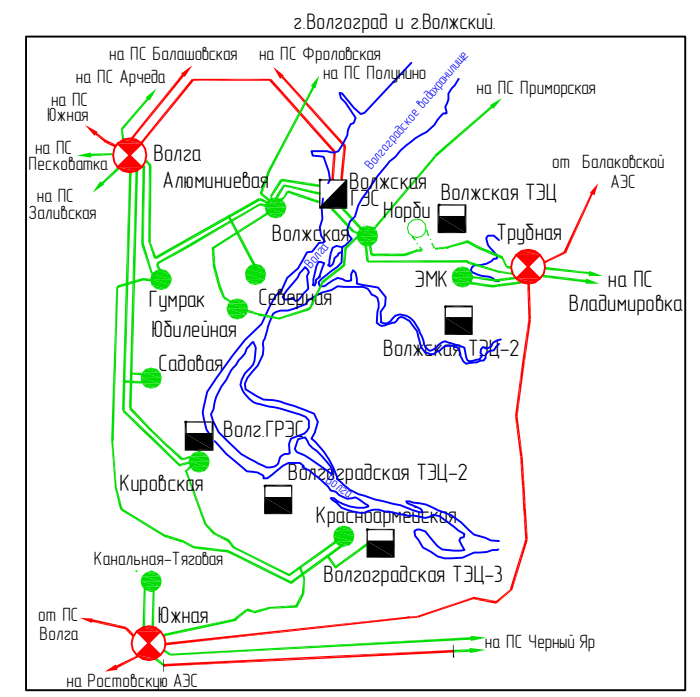 г.Волгоград и г.Волжский.
на ПС Балашовская
на ПС Фроловская
на ПС Арчеда
на ПС Полунино
на ПС
Южная
на ПС Приморская
Волгоградское водохранилище
на ПС
Песковатка
Волга
Алюминиевая
Волжская
ГЭС
Волжская ТЭЦ
от Балаковской
АЭС
на ПС
Заливская
Норби
Волжская
Трубная
Волга
ЭМК
на ПС
Владимировка
Гумрак
Северная
Юбилейная
Волжская ТЭЦ-2
Садовая
Волг.ГРЭС
Кировская
Волгоградская ТЭЦ-2
Волга
Красноармейская
Волгоградская ТЭЦ-3
Канальная-Тяговая
от ПС
Волга
Южная
на ПС Черный Яр
на Ростовскую АЭС